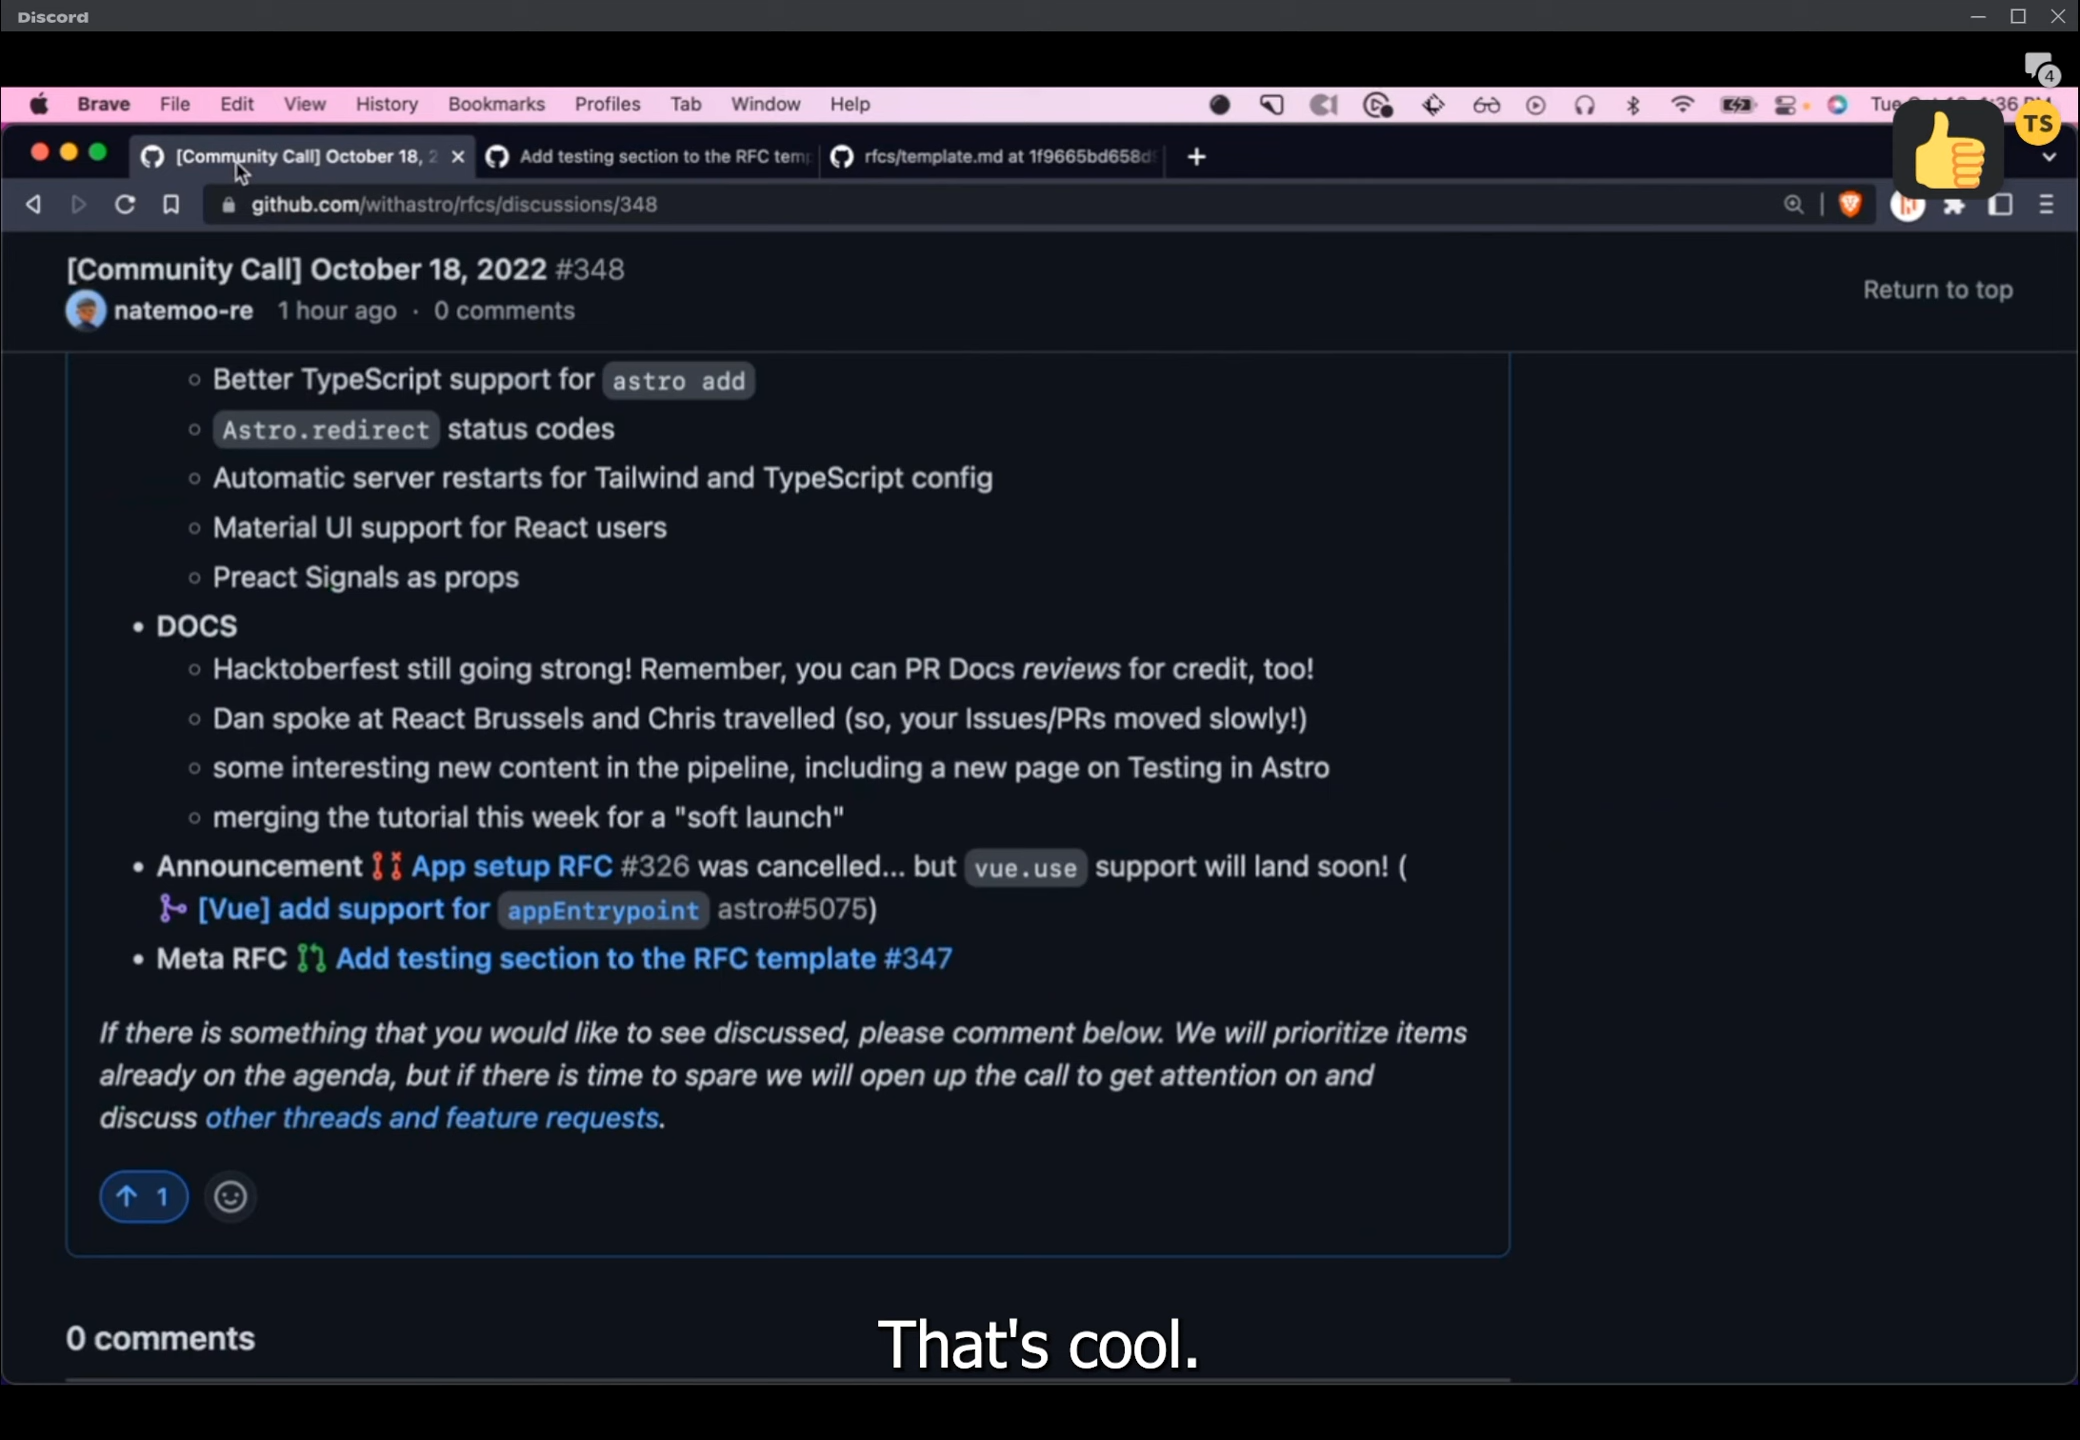 Discord
4
Brave File Edit View History Bookmarks Profiles Tab Window Help
TS
[Community Call] October 18, 2
Add testing section to the RFC temp
rfcs/template.md at 1f9665bd658d
github.com/withastro/rfcs/discussions/348
[Community Call] October 18, 2022 #348
natemoo-re 1 hour ago · 0 comments
Return to top
Better TypeScript support for astro add
Astro.redirect status codes
Automatic server restarts for Tailwind and TypeScript config
Material UI support for React users
Preact Signals as props
DOCS
Hacktoberfest still going strong! Remember, you can PR Docs reviews for credit, too!
Dan spoke at React Brussels and Chris travelled (so, your Issues/PRs moved slowly!)
some interesting new content in the pipeline, including a new page on Testing in Astro
merging the tutorial this week for a "soft launch"
Announcement App setup RFC #326 was cancelled... but vue.use support will land soon! (
[Vue] add support for appEntrypoint astro#5075)
Meta RFC Add testing section to the RFC template #347
If there is something that you would like to see discussed, please comment below. We will prioritize items
already on the agenda, but if there is time to spare we will open up the call to get attention on and
discuss other threads and feature requests.
1
0 comments
That's cool.